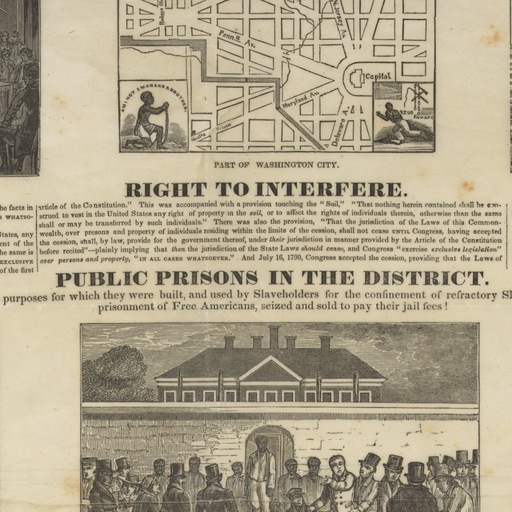 Penn.a Av.
N. Jersey Av.
Capitol
Maryland Av.
Delaware A.
PART OF WASHINGTON CITY.
RIGHT TO INTERFERE.
the facts in
WHATSO-
States, any
ent of the
the same is
EXCLUSIVE
of the first
Article of the Constitution." This was accompanied with a provision touching the "Soil," "That nothing herein contained shall be con-
strued to vest in the United States any right of property in the soil, or to affect the rights of individuals therein, otherwise than the same
shall or may be transferred by such individuals." There was also the provision, "That the jurisdiction of the Laws of this Common-
wealth, over persons and property of individuals residing within the limits of the cession, shall not cease UNTIL Congress, having accepted
the cession, shall, by law, provide for the government thereof, under their jurisdiction in manner provided by the Article of the Constitution
before recited"—plainly implying that then the jurisdiction of the State Laws should cease, and Congress "exercise exclusive legislation"
over persons and property, "IN ALL CASES WHATSOEVER." And July 16, 1790, Congress accepted the cession, providing that the Laws of
PUBLIC PRISONS IN THE DISTRICT.
purposes for which they were built, and used by Slaveholders for the confinement of refractory Sl
prisonment of Free Americans, seized and sold to pay their jail fees!